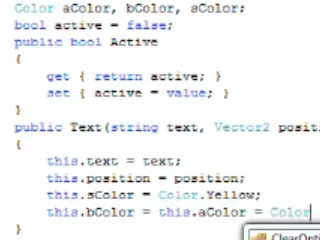 Color aColor, bColor, sColor;
bool active = false;
public bool Active
{
get { return active; }
set { active = value; }
}
public Text(string text, Vector2 posit
{
this.text = text;
this.position = position;
this.sColor = Color.Yellow;
this.bColor = this.aColor = Color
}
ClearOpti